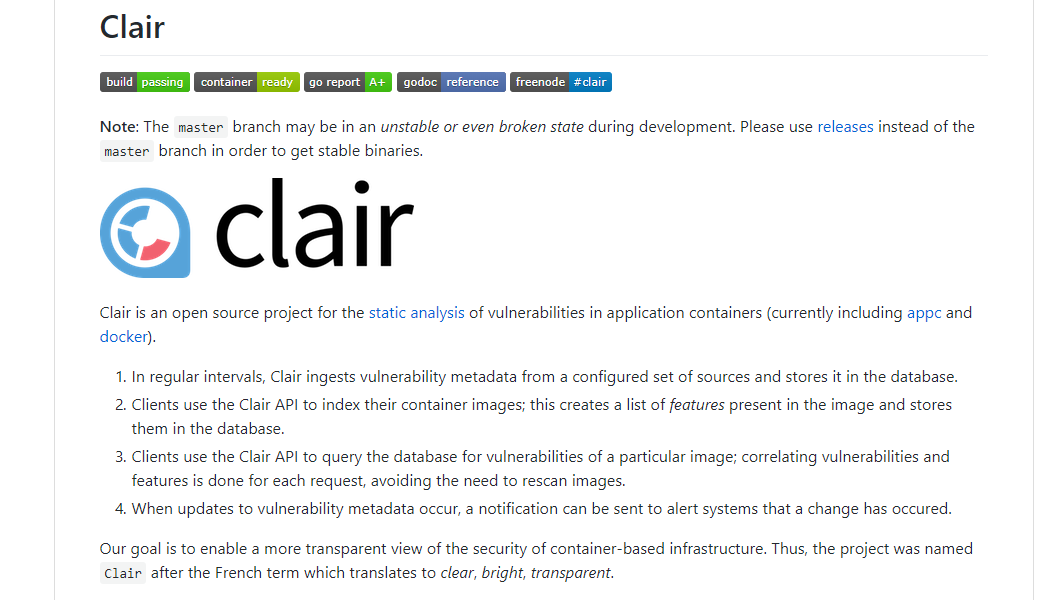 Clair
build passing container ready go report A+ godoc reference freenode #clair
Note: The master branch may be in an unstable or even broken state during development. Please use releases instead of the
master branch in order to get stable binaries.
clair
Clair is an open source project for the static analysis of vulnerabilities in application containers (currently including appc and
docker).
1. In regular intervals, Clair ingests vulnerability metadata from a configured set of sources and stores it in the database.
2. Clients use the Clair API to index their container images; this creates a list of features present in the image and stores
them in the database.
3. Clients use the Clair API to query the database for vulnerabilities of a particular image; correlating vulnerabilities and
features is done for each request, avoiding the need to rescan images.
4. When updates to vulnerability metadata occur, a notification can be sent to alert systems that a change has occured.
Our goal is to enable a more transparent view of the security of container-based infrastructure. Thus, the project was named
Clair after the French term which translates to clear, bright, transparent.